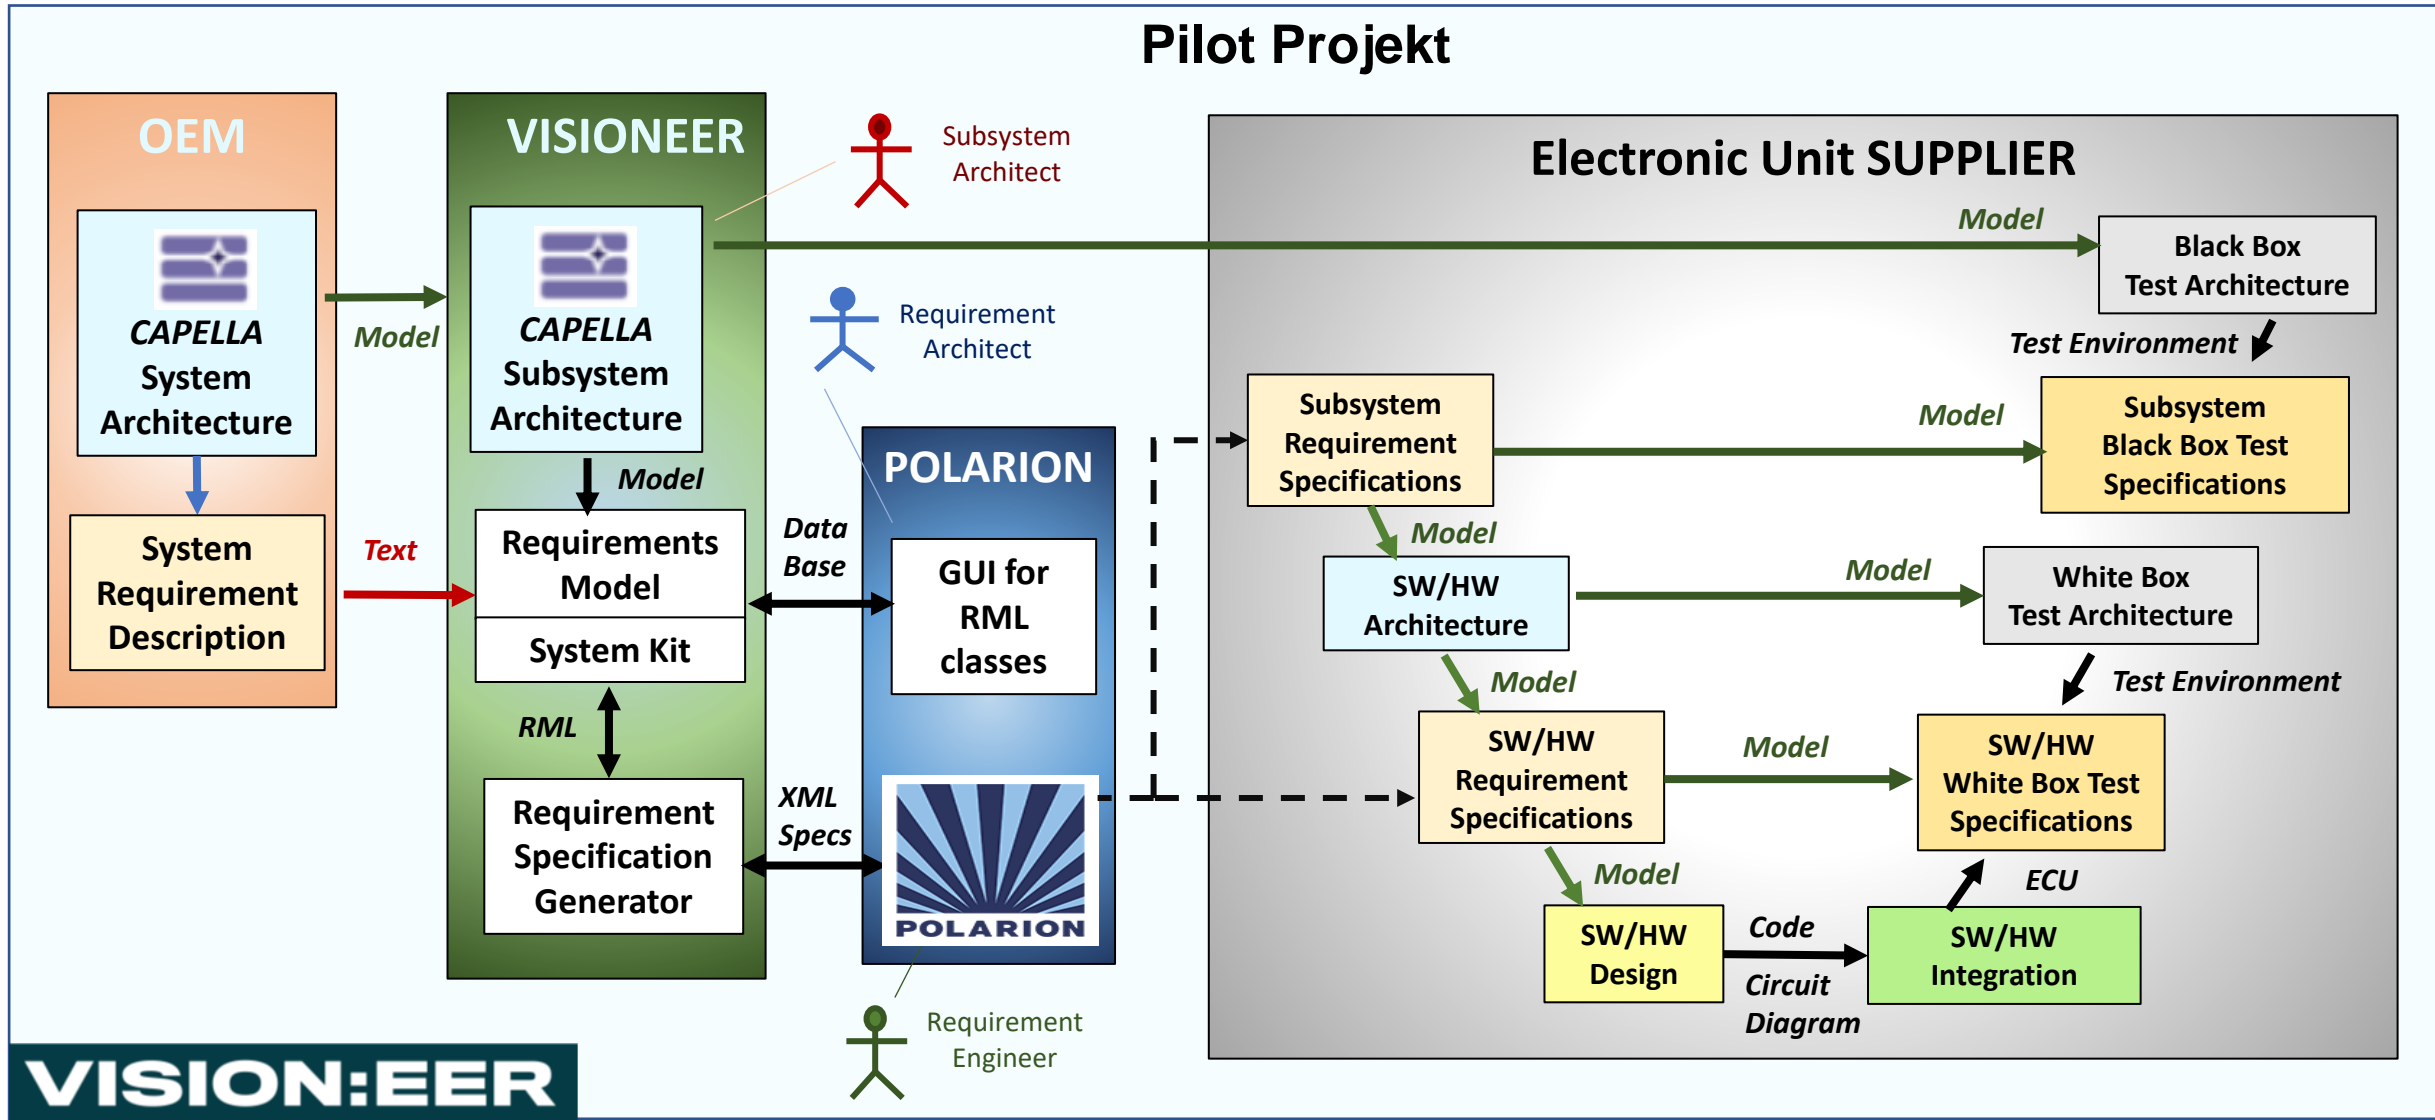 Pilot Projekt
OEM
CAPELLA
System
Architecture
System
Requirement
Description
Model
Text
VISIONEER
CAPELLA
Subsystem
Architecture
Model
Requirements
Model
System Kit
RML
Requirement
Specification
Generator
Subsystem
Architect
Requirement
Architect
Data
Base
XML
Specs
POLARION
GUI for
RML
classes
POLARION
Requirement
Engineer
Electronic Unit SUPPLIER
Model
Black Box
Test Architecture
Test Environment
Subsystem
Requirement
Specifications
Model
Subsystem
Black Box Test
Specifications
Model
SW/HW
Architecture
Model
White Box
Test Architecture
Model
Test Environment
SW/HW
Requirement
Specifications
Model
SW/HW
White Box Test
Specifications
Model
ECU
SW/HW
Design
Code
Circuit
Diagram
SW/HW
Integration
VISION:EER